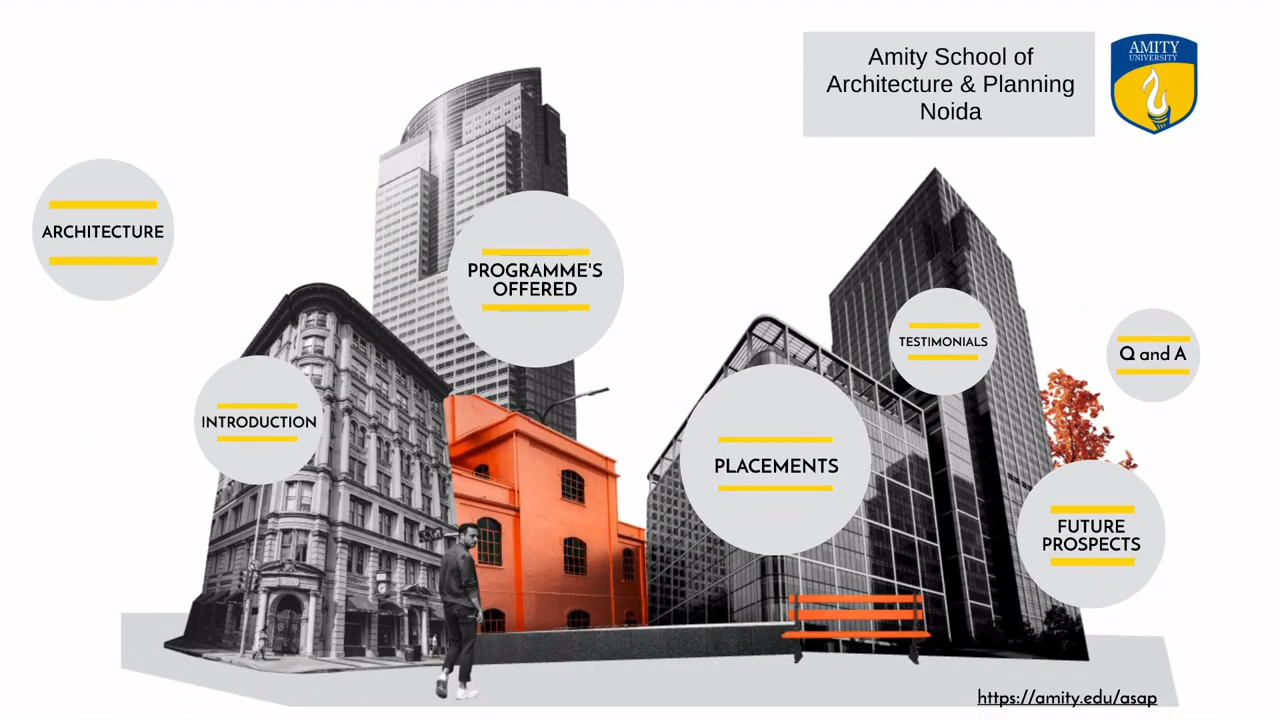 Amity School of
Architecture & Planning
Noida
AMITY
UNIVERSITY
ARCHITECTURE
PROGRAMME'S
OFFERED
INTRODUCTION
PLACEMENTS
TESTIMONIALS
Q and A
FUTURE
PROSPECTS
https://amity.edu/asap